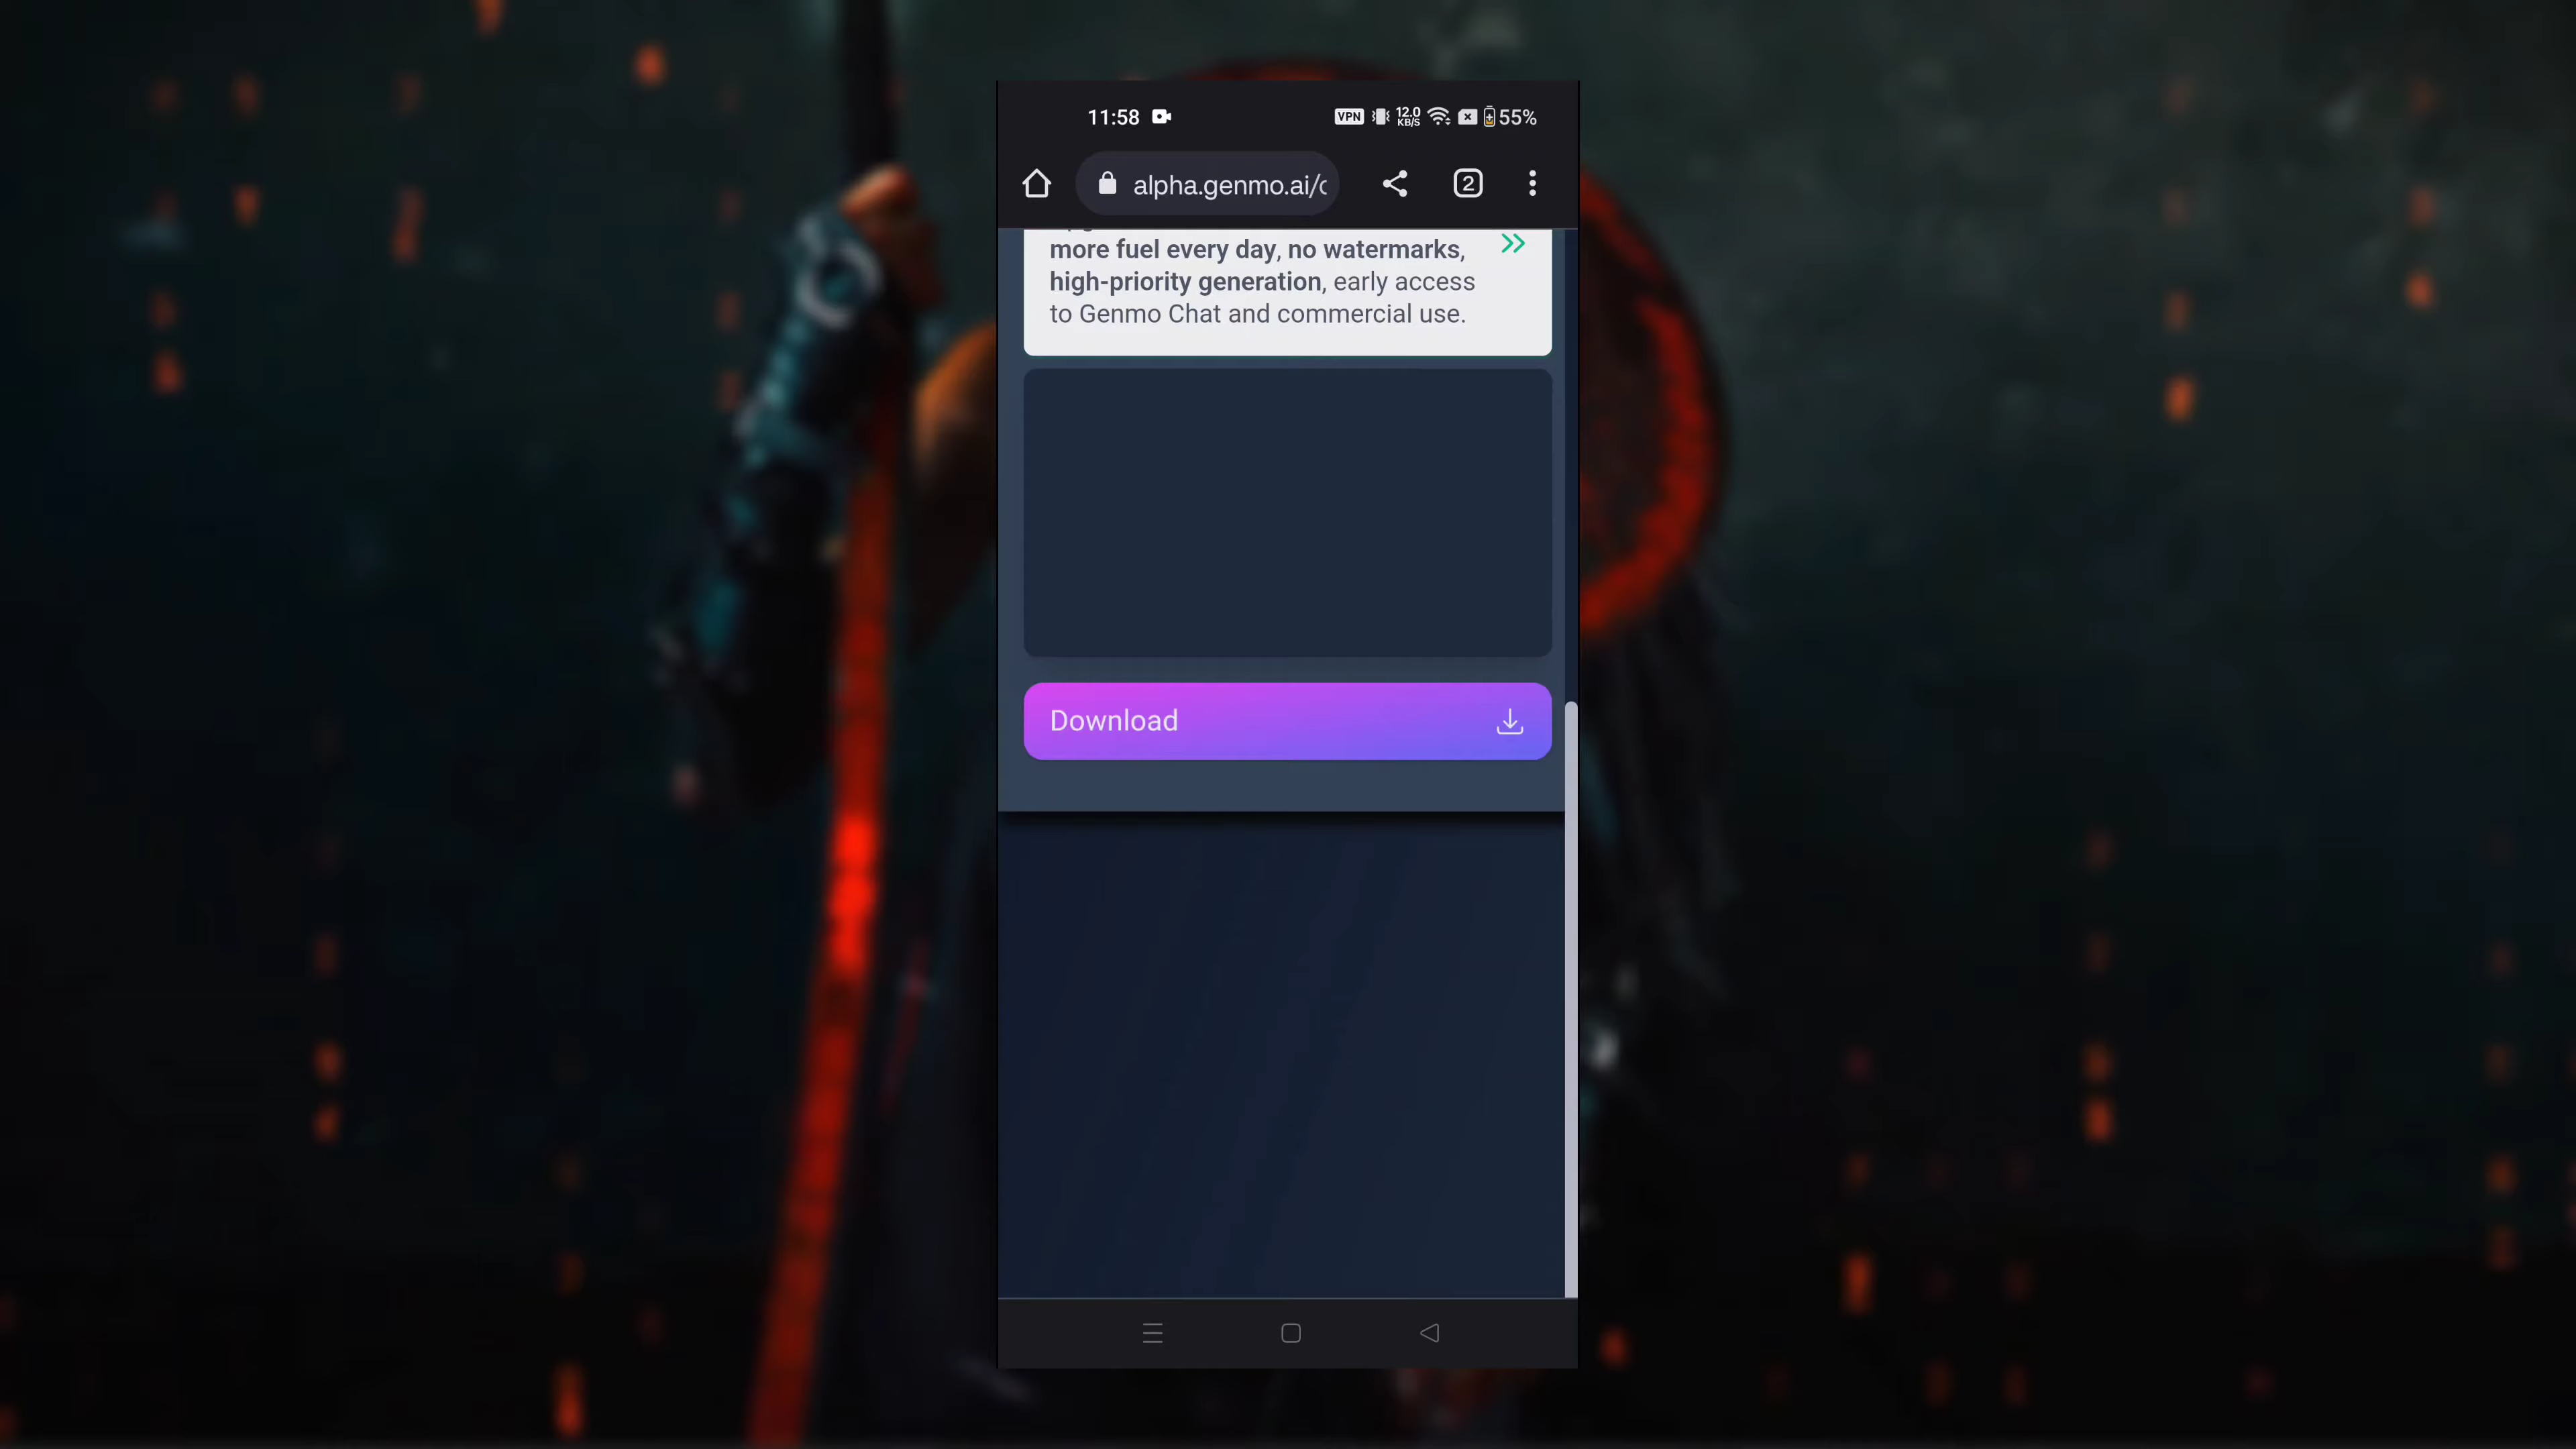 11:58
VPN 12.0 KB/S 55%
alpha.genmo.ai/c
2
more fuel every day, no watermarks,
high-priority generation, early access
to Genmo Chat and commercial use.
Download